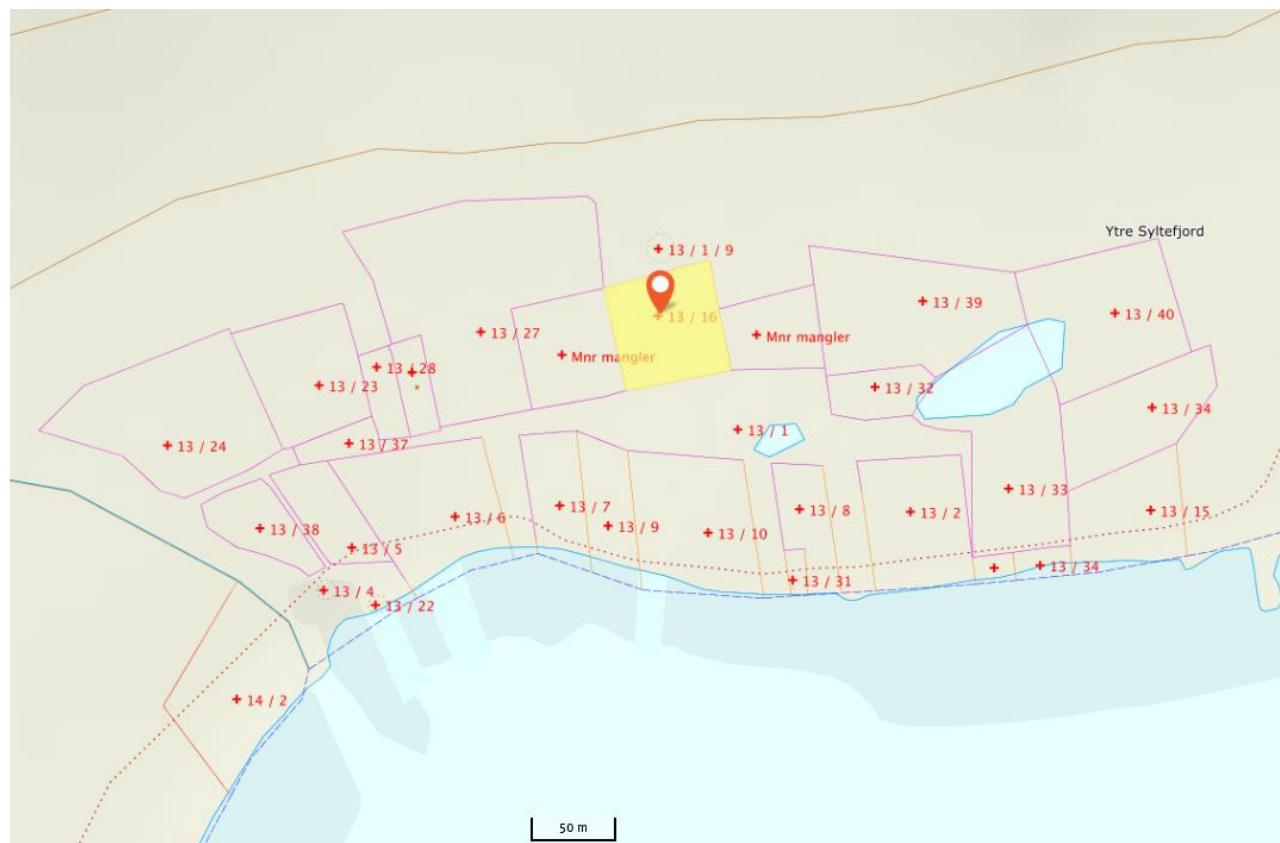 Ytre Syltefjord
13 / 1 / 9
13 / 39
13 / 40
13 / 16
13 / 27
Mnr mangler
Mnr mangler
13 / 28
13 / 23
13 / 32
13 / 34
13 / 1
13 / 37
13 / 24
13 / 33
13 / 7
13 / 8
13 / 2
13 / 15
13 / 6
13 / 38
13 / 9
13 / 10
13 / 5
13 / 34
13 / 31
13 / 4
13 / 22
14 / 2
50 m